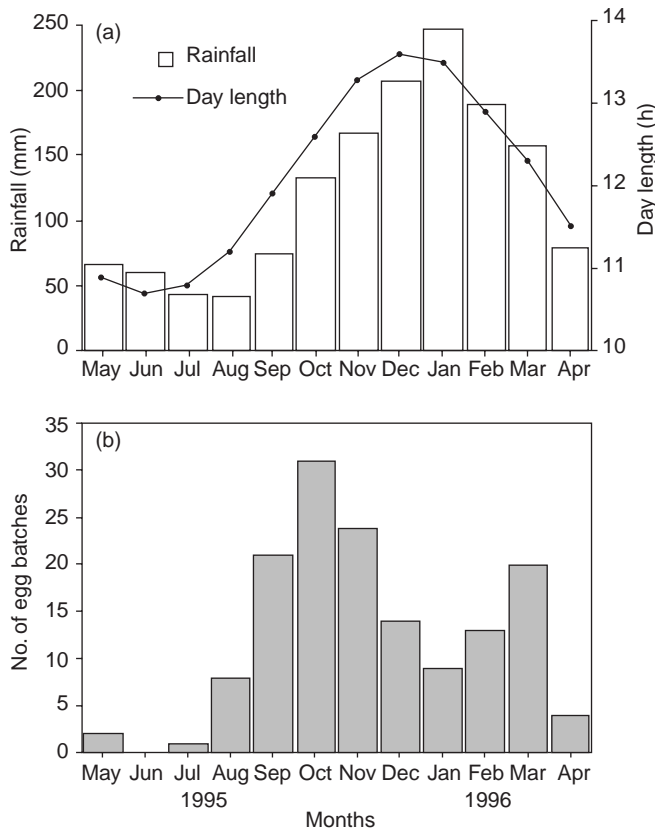 (a)
Rainfall
Day length
Rainfall (mm)
250
200
150
100
50
0
Day length (h)
14
13
12
11
10
May Jun Jul Aug Sep Oct Nov Dec Jan Feb Mar Apr
(b)
No. of egg batches
35
30
25
20
15
10
5
0
May Jun Jul Aug Sep Oct Nov Dec Jan Feb Mar Apr
1995 1996
Months